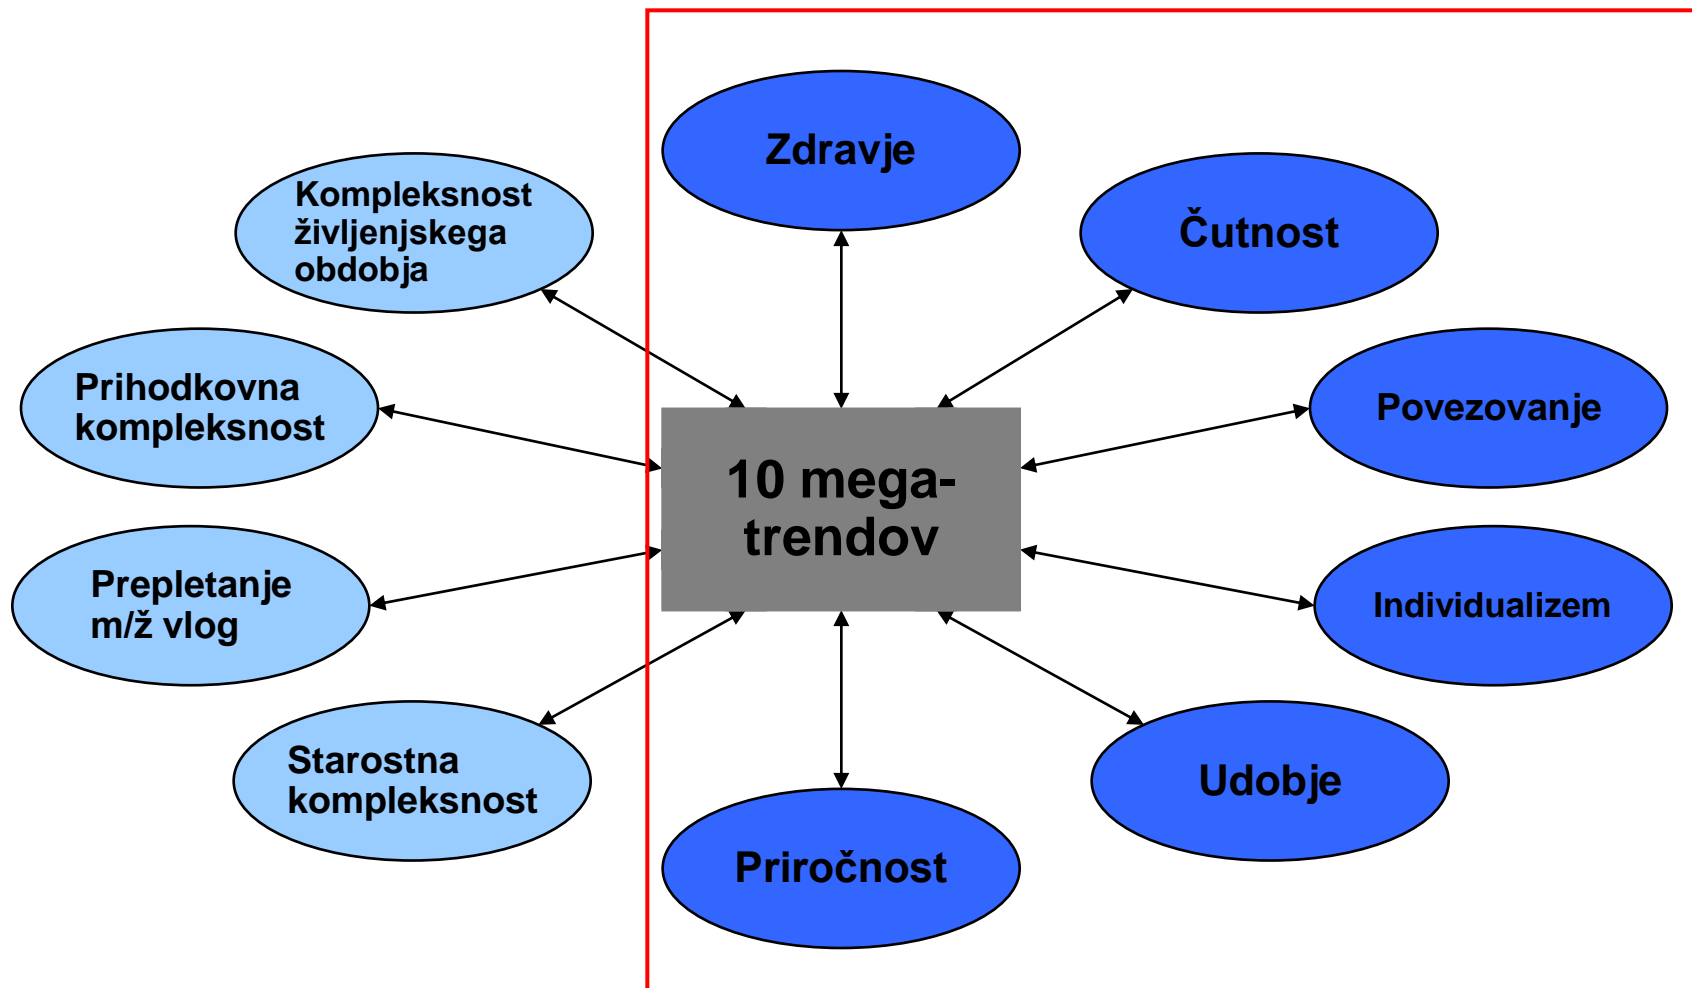 Zdravje
Kompleksnost
življenjskega
obdobja
Čutnost
Prihodkovna
kompleksnost
Povezovanje
10 mega-
trendov
Prepletanje
m/ž vlog
Individualizem
Starostna
kompleksnost
Udobje
Priročnost